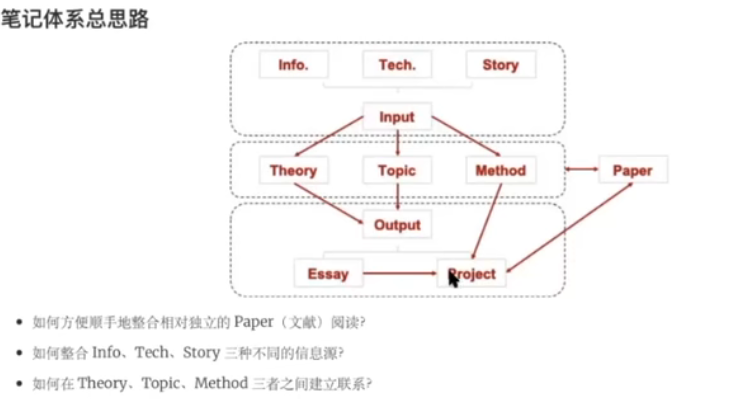 笔记体系总思路
Info. Tech. Story
Input
Theory Topic Method Paper
Output
Essay Project
如何方便顺手地整合相对独立的 Paper（文献）阅读?
如何整合 Info、Tech、Story 三种不同的信息源?
如何在 Theory、Topic、Method 三者之间建立联系?